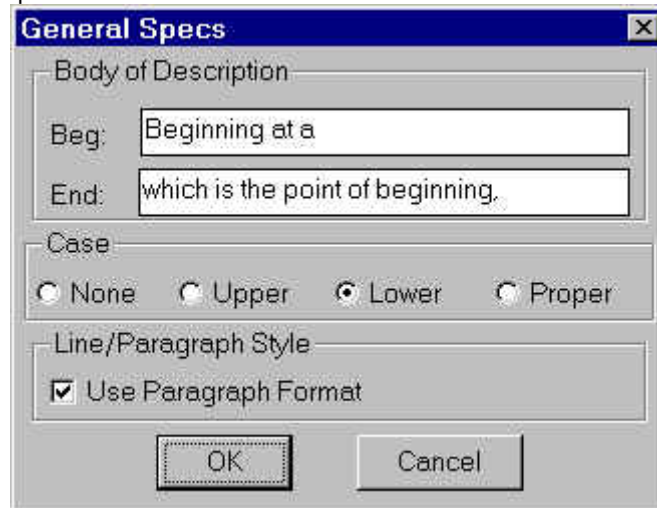 General Specs
Body of Description
Beg: Beginning at a
End: which is the point of beginning,
Case
None Upper Lower Proper
Line/Paragraph Style
Use Paragraph Format
OK Cancel